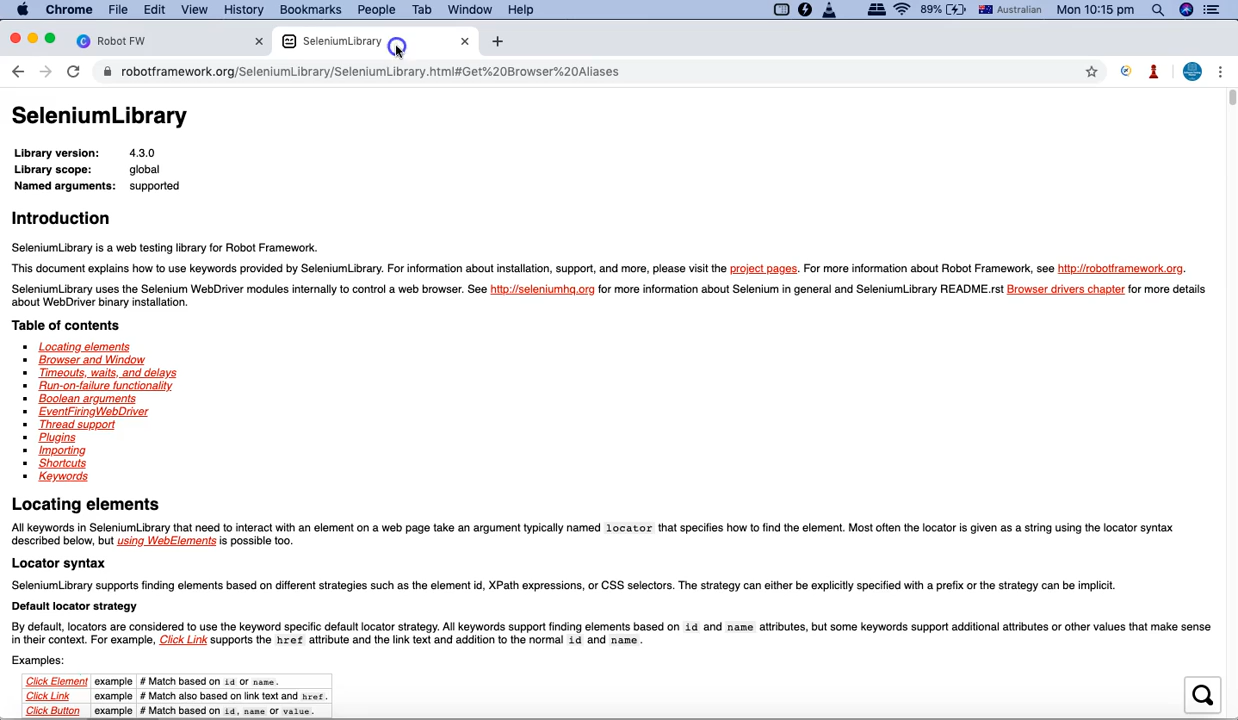 Chrome File Edit View History Bookmarks People Tab Window Help 89% Australian Mon 10:15 pm
Robot FW SeleniumLibrary
robotframework.org/SeleniumLibrary/SeleniumLibrary.html#Get%20Browser%20Aliases
SeleniumLibrary
Library version: 4.3.0
Library scope: global
Named arguments: supported
Introduction
SeleniumLibrary is a web testing library for Robot Framework.
This document explains how to use keywords provided by SeleniumLibrary. For information about installation, support, and more, please visit the project pages. For more information about Robot Framework, see http://robotframework.org.
SeleniumLibrary uses the Selenium WebDriver modules internally to control a web browser. See http://seleniumhq.org for more information about Selenium in general and SeleniumLibrary README.rst Browser drivers chapter for more details
about WebDriver binary installation.
Table of contents
Locating elements
Browser and Window
Timeouts, waits, and delays
Run-on-failure functionality
Boolean arguments
EventFiringWebDriver
Thread support
Plugins
Importing
Shortcuts
Keywords
Locating elements
All keywords in SeleniumLibrary that need to interact with an element on a web page take an argument typically named locator that specifies how to find the element. Most often the locator is given as a string using the locator syntax
described below, but using WebElements is possible too.
Locator syntax
SeleniumLibrary supports finding elements based on different strategies such as the element id, XPath expressions, or CSS selectors. The strategy can either be explicitly specified with a prefix or the strategy can be implicit.
Default locator strategy
By default, locators are considered to use the keyword specific default locator strategy. All keywords support finding elements based on id and name attributes, but some keywords support additional attributes or other values that make sense
in their context. For example, Click Link supports the href attribute and the link text and addition to the normal id and name.
Examples:
Click Element example # Match based on id or name.
Click Link example # Match also based on link text and href.
Click Button example # Match based on id, name or value.